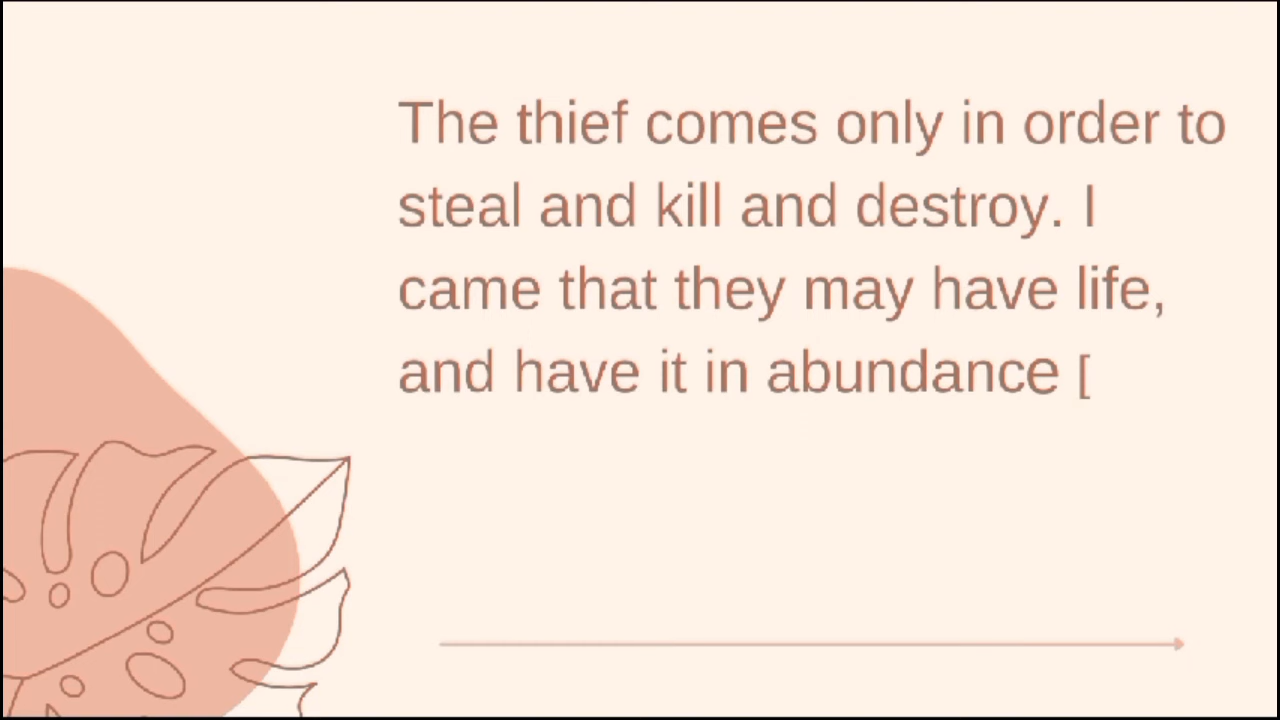 The thief comes only in order to
steal and kill and destroy. I
came that they may have life,
and have it in abundance [